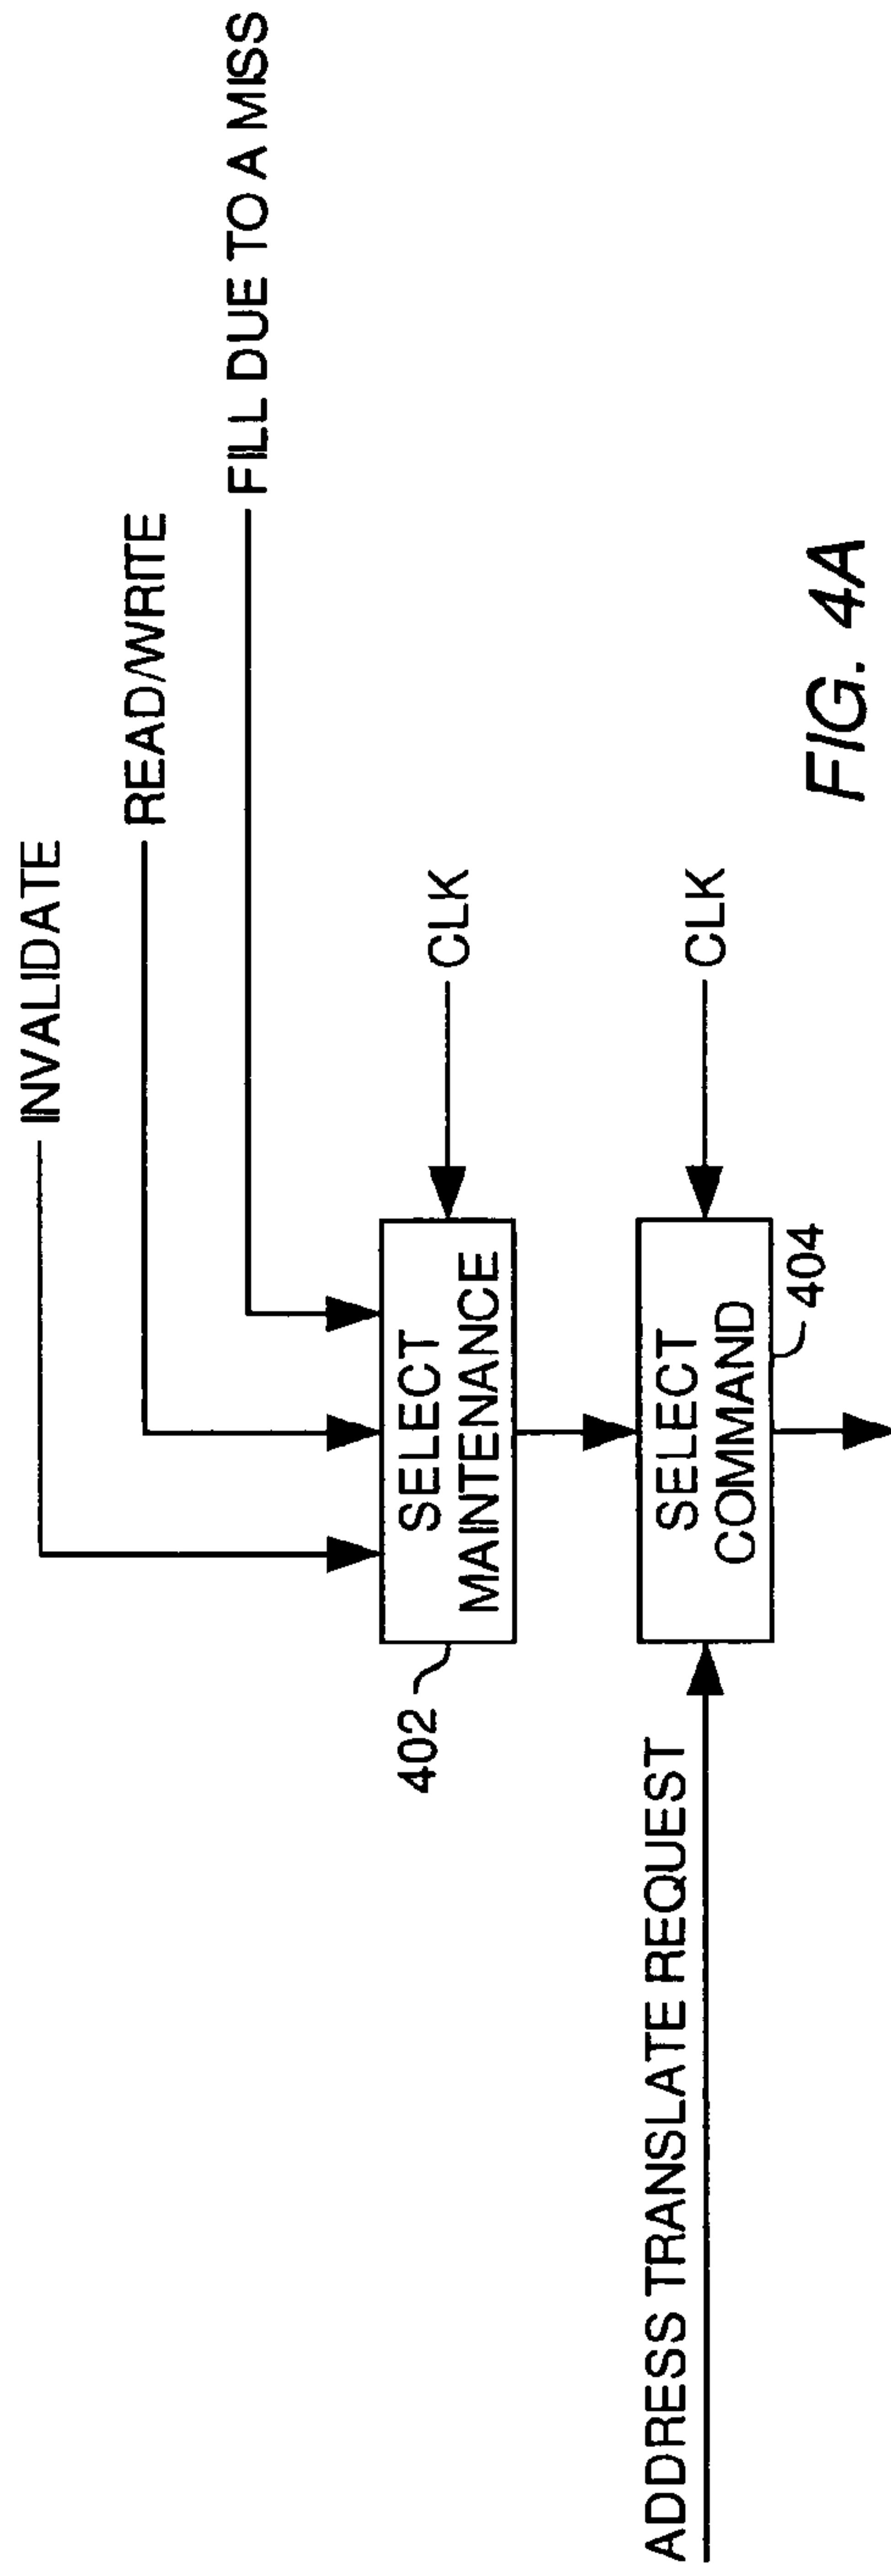 INVALIDATE
READ/WRITE
FILL DUE TO A MISS
402
SELECT
MAINTENANCE
CLK
ADDRESS TRANSLATE REQUEST
SELECT
COMMAND
CLK
404
FIG. 4A